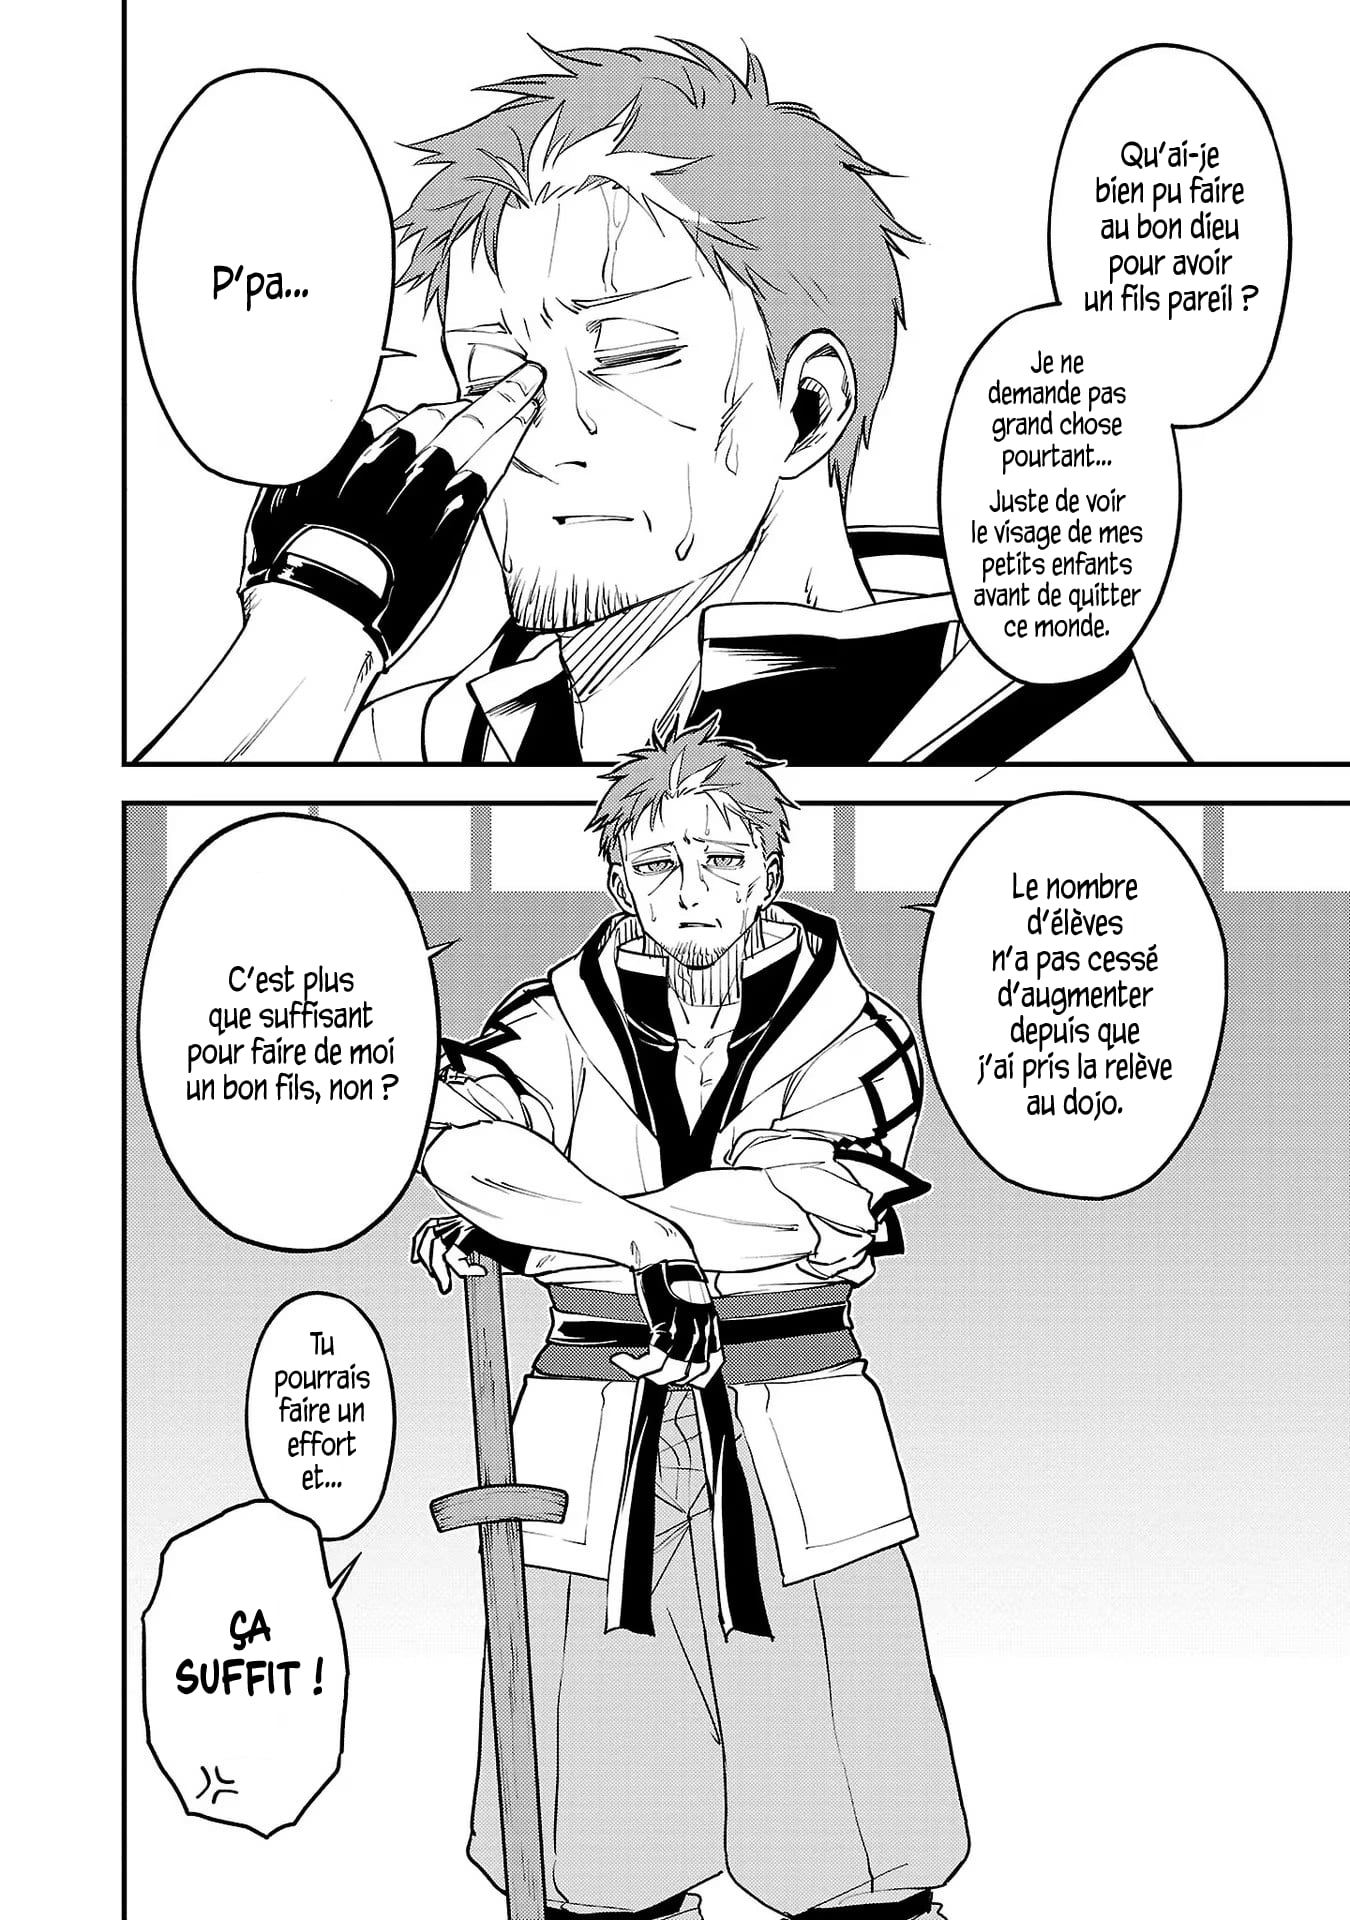 Qu'ai-je
bien pu faire
au bon dieu
pour avoir
un fils pareil ?
Je ne
demande pas
grand chose
pourtant...
Juste de voir
le visage de mes
petits enfants
avant de quitter
ce monde.
P'pa...
Le nombre
d'élèves
n'a pas cessé
d'augmenter
depuis que
j'ai pris la relève
au dojo.
C'est plus
que suffisant
pour faire de moi
un bon fils, non ?
Tu
pourrais
faire un
effort
et...
ÇA
SUFFIT !